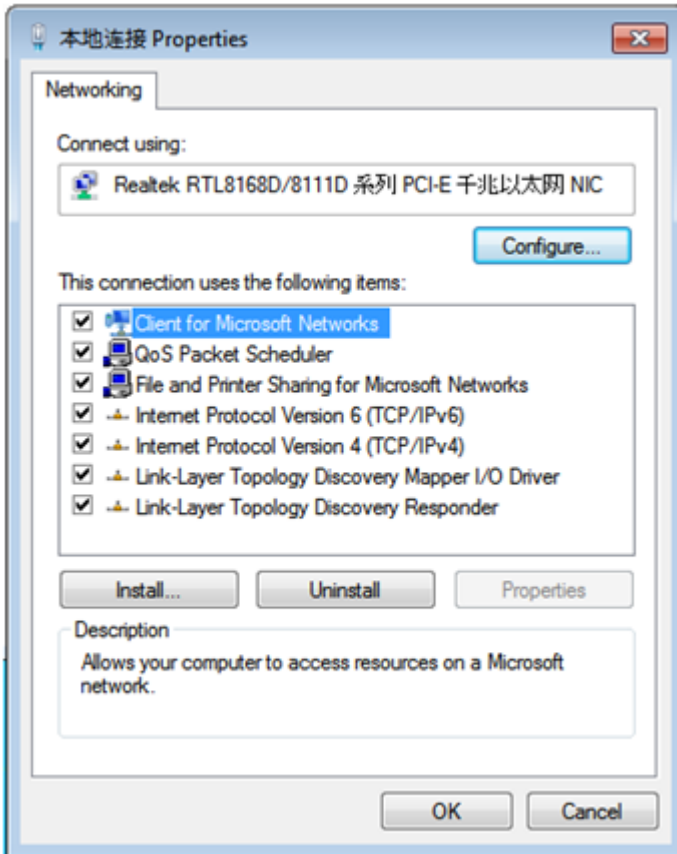 本地连接 Properties
Networking
Connect using:
Realtek RTL8168D/8111D 系列 PCI-E 千兆以太网 NIC
Configure...
This connection uses the following items:
Client for Microsoft Networks
QoS Packet Scheduler
File and Printer Sharing for Microsoft Networks
Internet Protocol Version 6 (TCP/IPv6)
Internet Protocol Version 4 (TCP/IPv4)
Link-Layer Topology Discovery Mapper I/O Driver
Link-Layer Topology Discovery Responder
Install... Uninstall Properties
Description
Allows your computer to access resources on a Microsoft
network.
OK Cancel